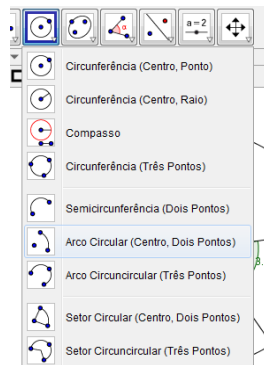 a=2
Circunferência (Centro, Ponto)
Circunferência (Centro, Raio)
Compasso
Circunferência (Três Pontos)
Semicircunferência (Dois Pontos)
Arco Circular (Centro, Dois Pontos)
Arco Circuncircular (Três Pontos)
Setor Circular (Centro, Dois Pontos)
Setor Circuncircular (Três Pontos)